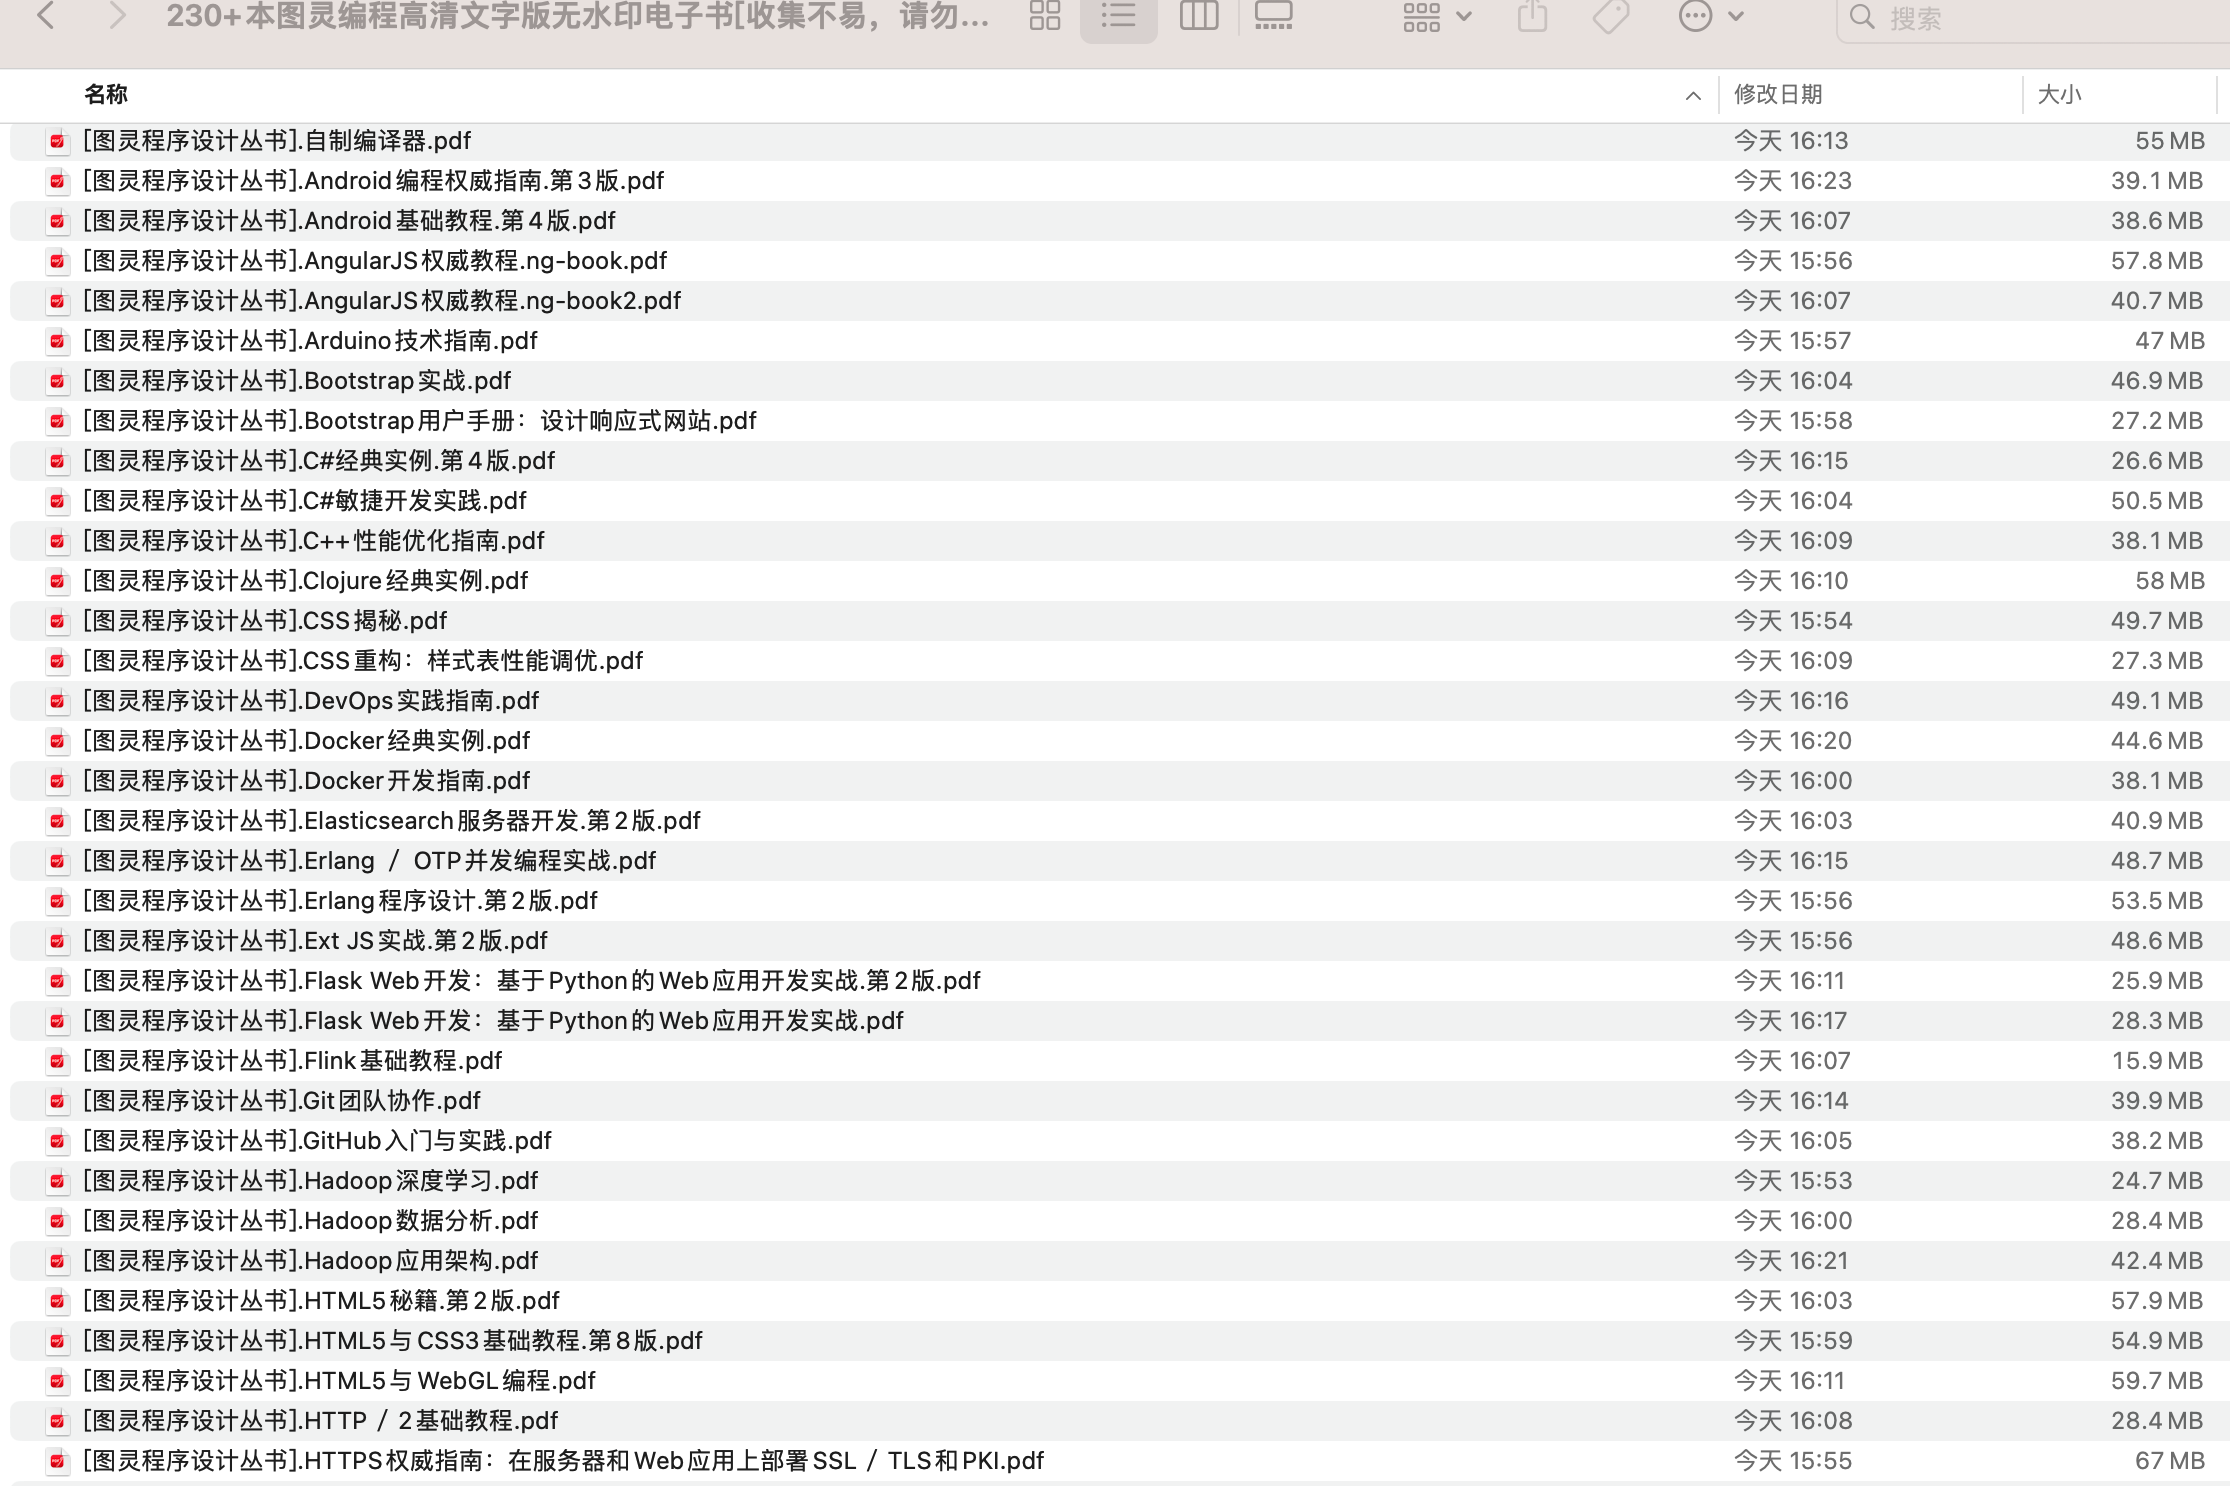 230+本图灵编程高清文字版无水印电子书[收集不易，请勿... 搜索
名称 修改日期 大小
[图灵程序设计丛书].自制编译器.pdf 今天 16:13 55 MB
[图灵程序设计丛书].Android编程权威指南.第3版.pdf 今天 16:23 39.1 MB
[图灵程序设计丛书].Android基础教程.第4版.pdf 今天 16:07 38.6 MB
[图灵程序设计丛书].AngularJS权威教程.ng-book.pdf 今天 15:56 57.8 MB
[图灵程序设计丛书].AngularJS权威教程.ng-book2.pdf 今天 16:07 40.7 MB
[图灵程序设计丛书].Arduino技术指南.pdf 今天 15:57 47 MB
[图灵程序设计丛书].Bootstrap实战.pdf 今天 16:04 46.9 MB
[图灵程序设计丛书].Bootstrap用户手册：设计响应式网站.pdf 今天 15:58 27.2 MB
[图灵程序设计丛书].C#经典实例.第4版.pdf 今天 16:15 26.6 MB
[图灵程序设计丛书].C#敏捷开发实践.pdf 今天 16:04 50.5 MB
[图灵程序设计丛书].C++性能优化指南.pdf 今天 16:09 38.1 MB
[图灵程序设计丛书].Clojure经典实例.pdf 今天 16:10 58 MB
[图灵程序设计丛书].CSS揭秘.pdf 今天 15:54 49.7 MB
[图灵程序设计丛书].CSS重构：样式表性能调优.pdf 今天 16:09 27.3 MB
[图灵程序设计丛书].DevOps实践指南.pdf 今天 16:16 49.1 MB
[图灵程序设计丛书].Docker经典实例.pdf 今天 16:20 44.6 MB
[图灵程序设计丛书].Docker开发指南.pdf 今天 16:00 38.1 MB
[图灵程序设计丛书].Elasticsearch服务器开发.第2版.pdf 今天 16:03 40.9 MB
[图灵程序设计丛书].Erlang／OTP并发编程实战.pdf 今天 16:15 48.7 MB
[图灵程序设计丛书].Erlang程序设计.第2版.pdf 今天 15:56 53.5 MB
[图灵程序设计丛书].Ext JS实战.第2版.pdf 今天 15:56 48.6 MB
[图灵程序设计丛书].Flask Web开发：基于Python的Web应用开发实战.第2版.pdf 今天 16:11 25.9 MB
[图灵程序设计丛书].Flask Web开发：基于Python的Web应用开发实战.pdf 今天 16:17 28.3 MB
[图灵程序设计丛书].Flink基础教程.pdf 今天 16:07 15.9 MB
[图灵程序设计丛书].Git团队协作.pdf 今天 16:14 39.9 MB
[图灵程序设计丛书].GitHub入门与实践.pdf 今天 16:05 38.2 MB
[图灵程序设计丛书].Hadoop深度学习.pdf 今天 15:53 24.7 MB
[图灵程序设计丛书].Hadoop数据分析.pdf 今天 16:00 28.4 MB
[图灵程序设计丛书].Hadoop应用架构.pdf 今天 16:21 42.4 MB
[图灵程序设计丛书].HTML5秘籍.第2版.pdf 今天 16:03 57.9 MB
[图灵程序设计丛书].HTML5与CSS3基础教程.第8版.pdf 今天 15:59 54.9 MB
[图灵程序设计丛书].HTML5与WebGL编程.pdf 今天 16:11 59.7 MB
[图灵程序设计丛书].HTTP／2基础教程.pdf 今天 16:08 28.4 MB
[图灵程序设计丛书].HTTPS权威指南：在服务器和Web应用上部署SSL／TLS和PKI.pdf 今天 15:55 67 MB